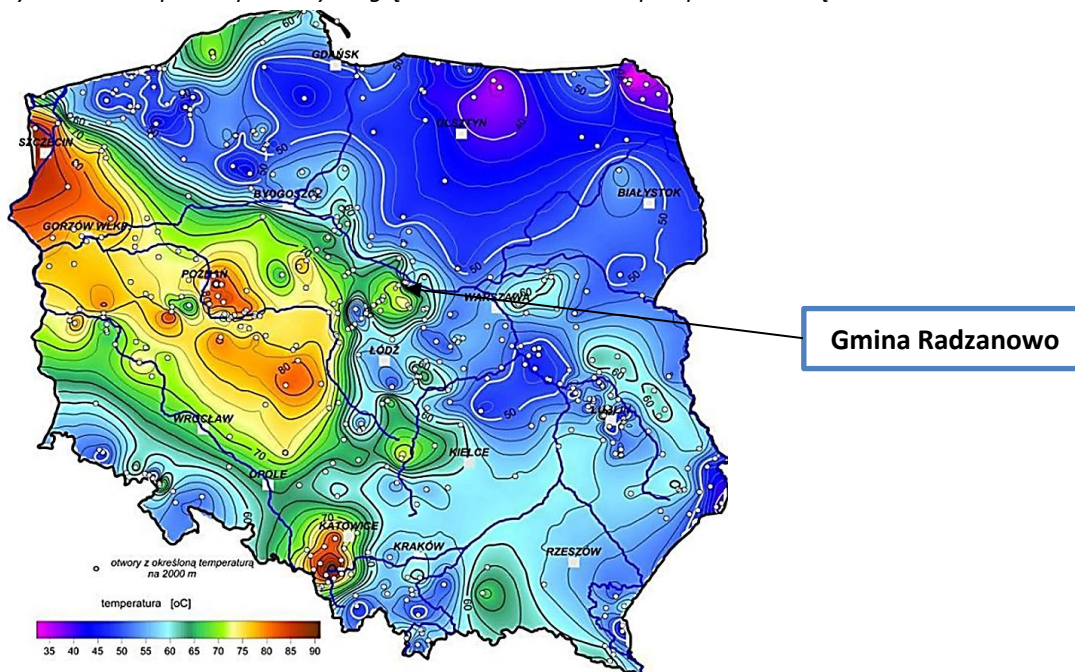 GDAŃSK
OLSZTYN
SZCZECIN
BIAŁYSTOK
BYDGOSZCZ
GORZÓW WLKP
POZNAŃ
WARSZAWA
Gmina Radzanowo
ŁÓDŹ
WROCŁAW
LUBLIN
KIELCE
OPOLE
KATOWICE
KRAKÓW
RZESZÓW
otwory z określoną temperaturą
na 2000 m
temperatura [oC]
35 40 45 50 55 60 65 70 75 80 85 90